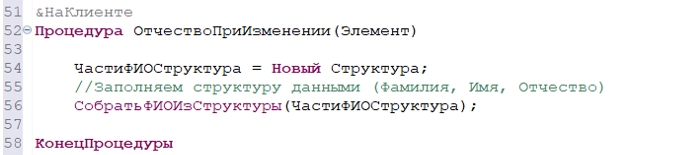 51 &НаКлиенте
52 Процедура ОтчествоПриИзменении(Элемент)
53
54 ЧастиФИОСтруктура = Новый Структура;
55 //Заполняем структуру данными (Фамилия, Имя, Отчество)
56 СобратьФИОИзСтруктуры(ЧастиФИОСтруктура);
57
58 КонецПроцедуры